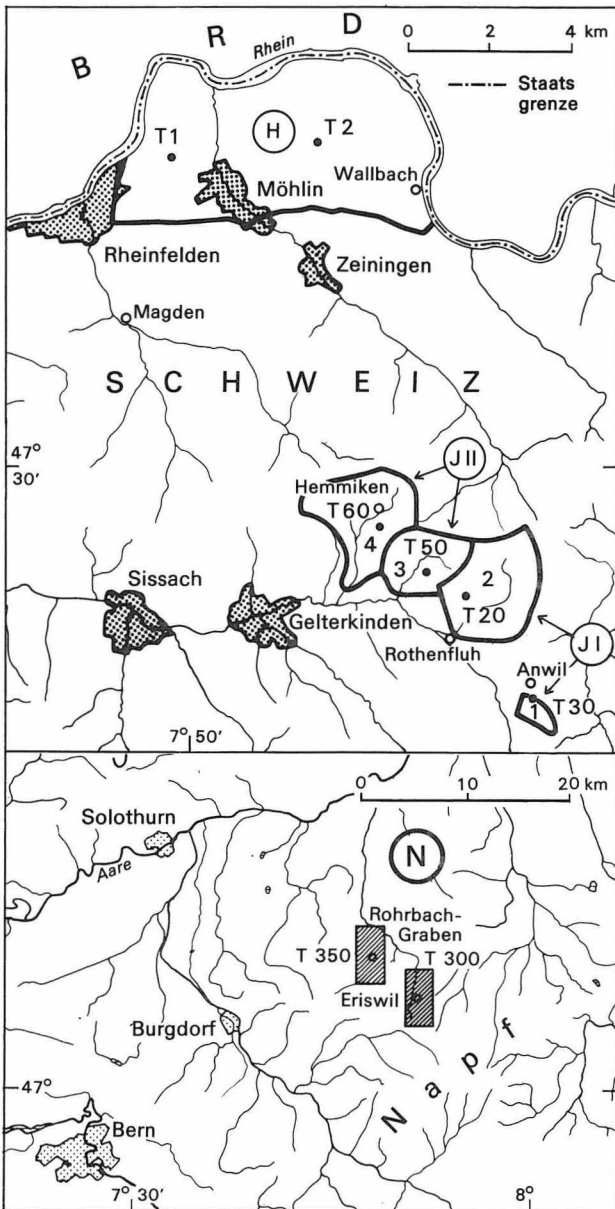 B R D
Rhein
0 2 4 km
Staats
grenze
T1
H
T2
Wallbach
Möhlin
Rheinfelden
Zeiningen
Magden
SCHWEIZ
47°
30'
J II
Hemmiken
T60
4
T50
3
2
T20
Sissach
Gelterkinden
Rothenfluh
J I
Anwil
1 T30
7° 50'
0 10 20 km
Solothurn
Aare
N
Rohrbach-
Graben
T 350
T 300
Eriswil
Burgdorf
Napf
47°
Bern
7° 30'
8°